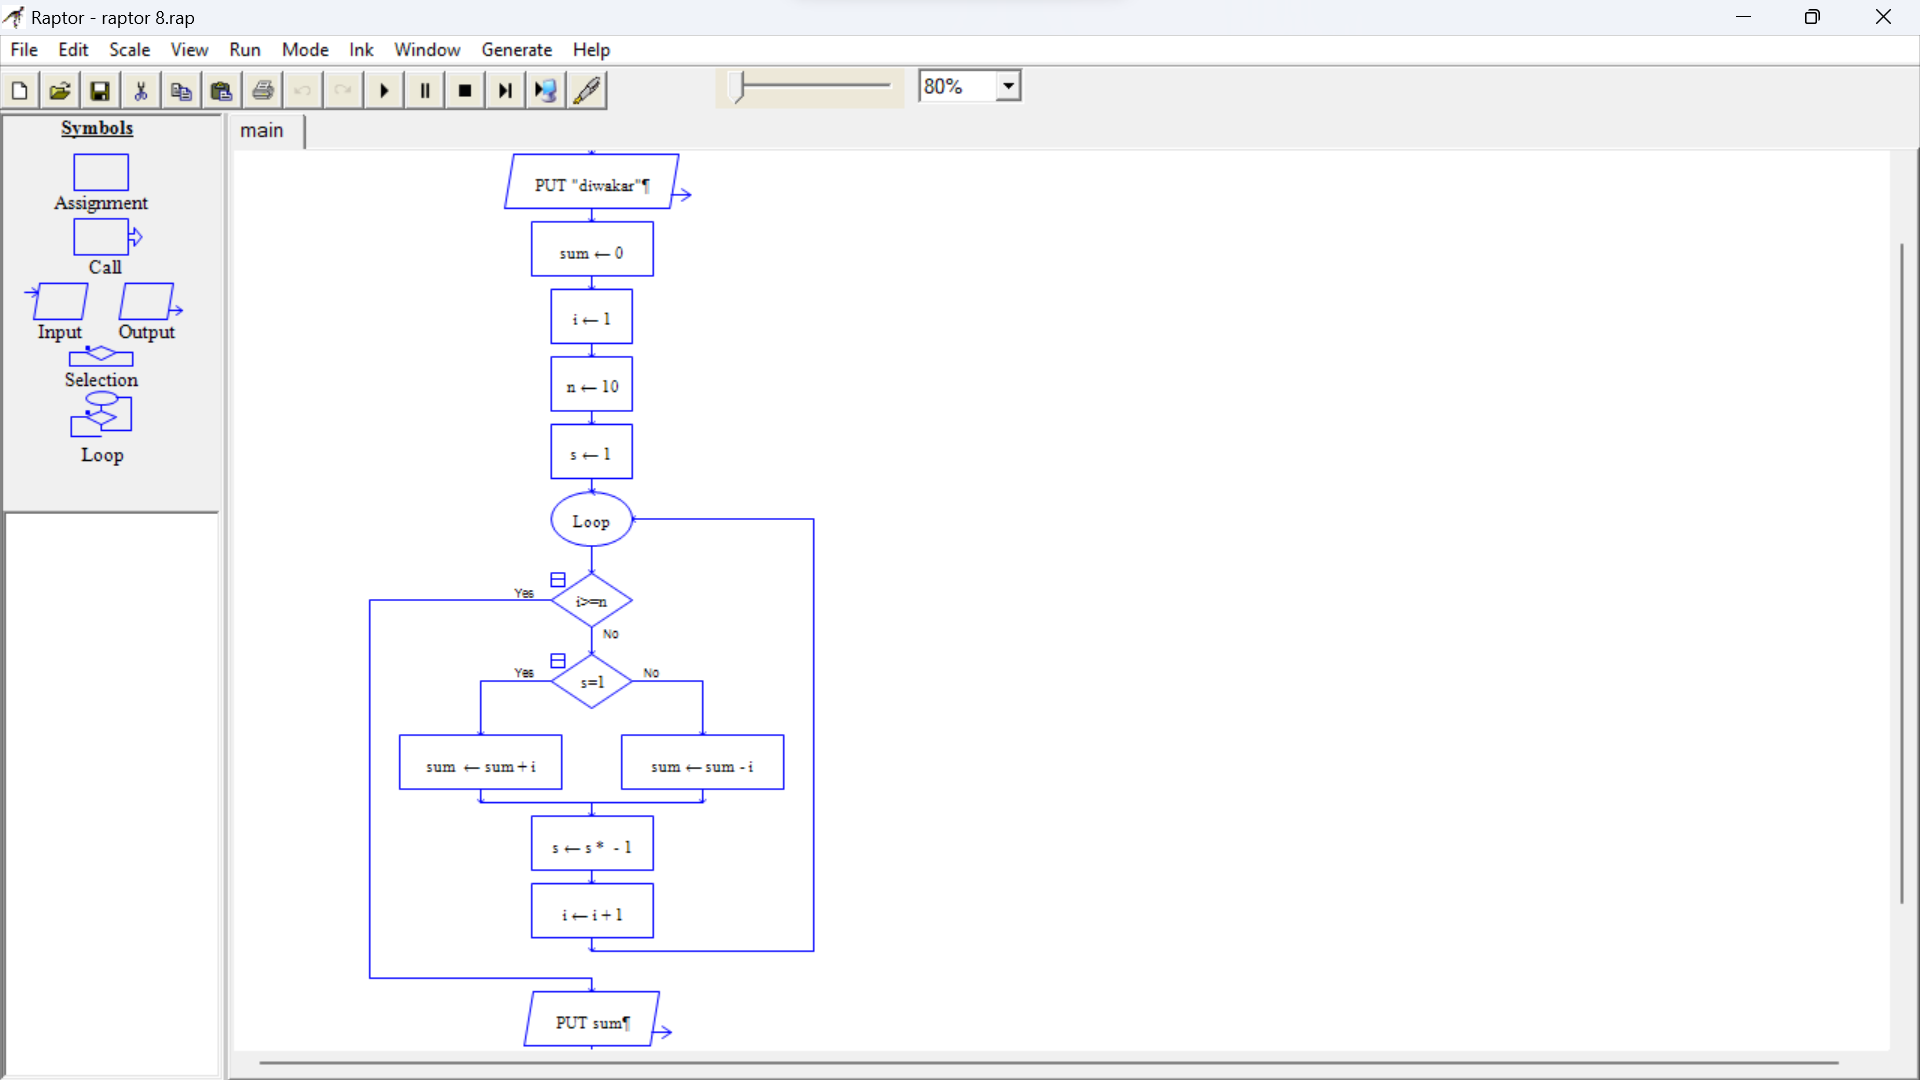 Raptor - raptor 8.rap
File Edit Scale View Run Mode Ink Window Generate Help
80%
Symbols
Assignment
Call
Input Output
Selection
Loop
main
PUT "diwakar"¶
sum ← 0
i ← 1
n ← 10
s ← 1
Loop
Yes
i>=n
No
Yes
s=1
No
sum ← sum + i
sum ← sum - i
s ← s * - 1
i ← i + 1
PUT sum¶